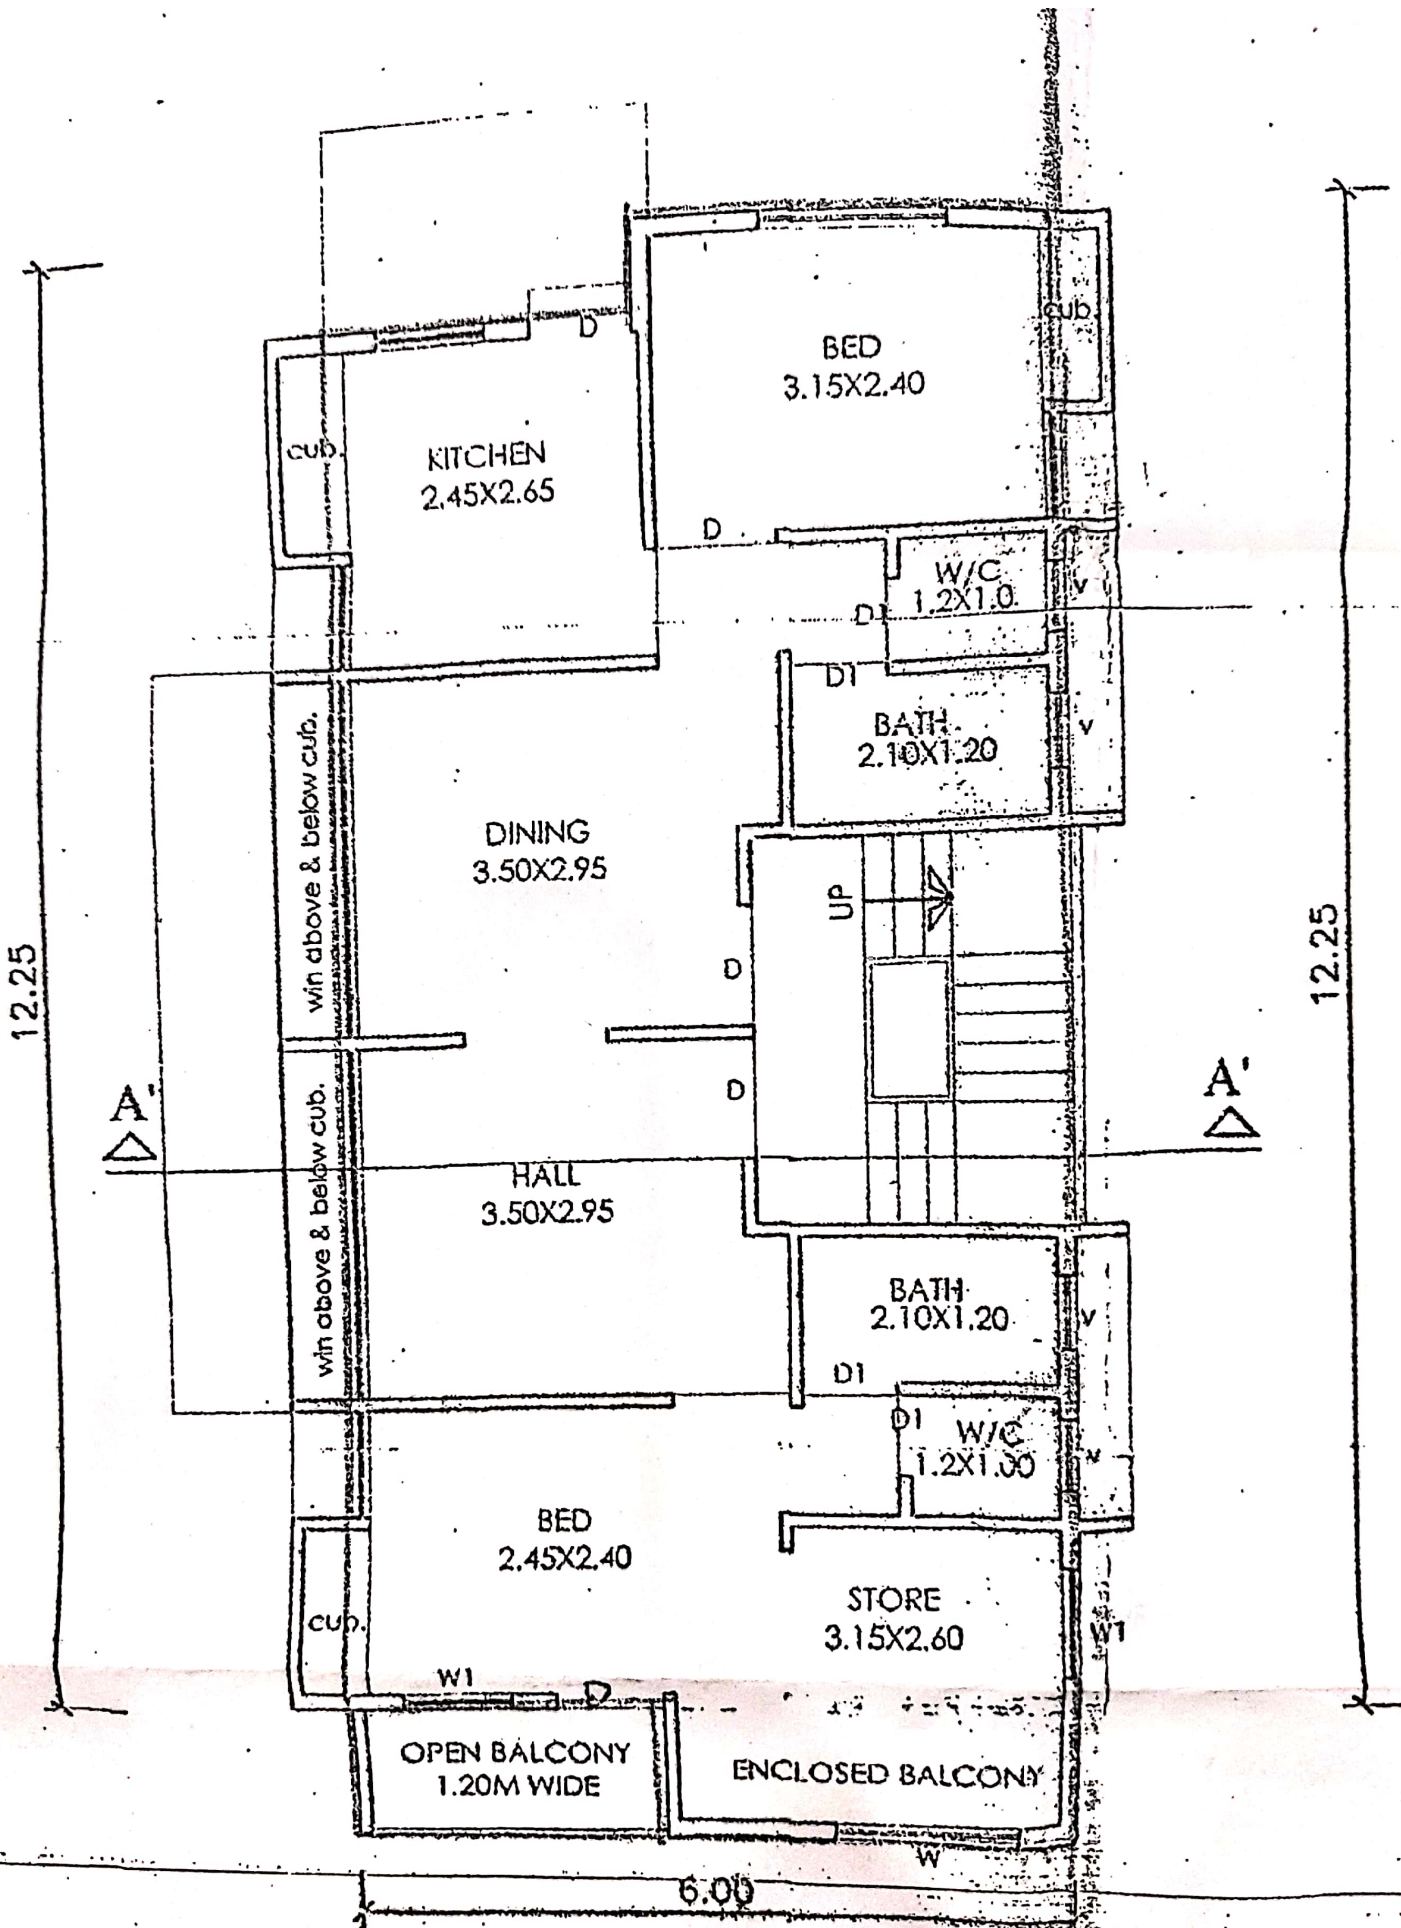 cub.
BED
3.15X2.40
D
cub.
KITCHEN
2.45X2.65
D
W/C
1.2X1.0
V
D1
D1
BATH
2.10X1.20
V
win above & below cub.
DINING
3.50X2.95
UP
D
12.25
12.25
D
A'
A'
win above & below cub.
HALL
3.50X2.95
BATH
2.10X1.20
V
D1
D1
W/C
1.2X1.00
V
BED
2.45X2.40
STORE
3.15X2.60
cub.
W1
W1
D
OPEN BALCONY
1.20M WIDE
ENCLOSED BALCONY
W
6.00